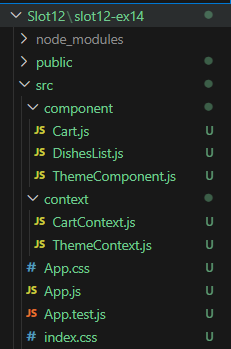 Slot12\slot12-ex14
node_modules
public
src
component
JS Cart.js U
JS DishesList.js U
JS ThemeComponent.js U
context
JS CartContext.js U
JS ThemeContext.js U
# App.css U
JS App.js U
JS App.test.js U
# index.css U